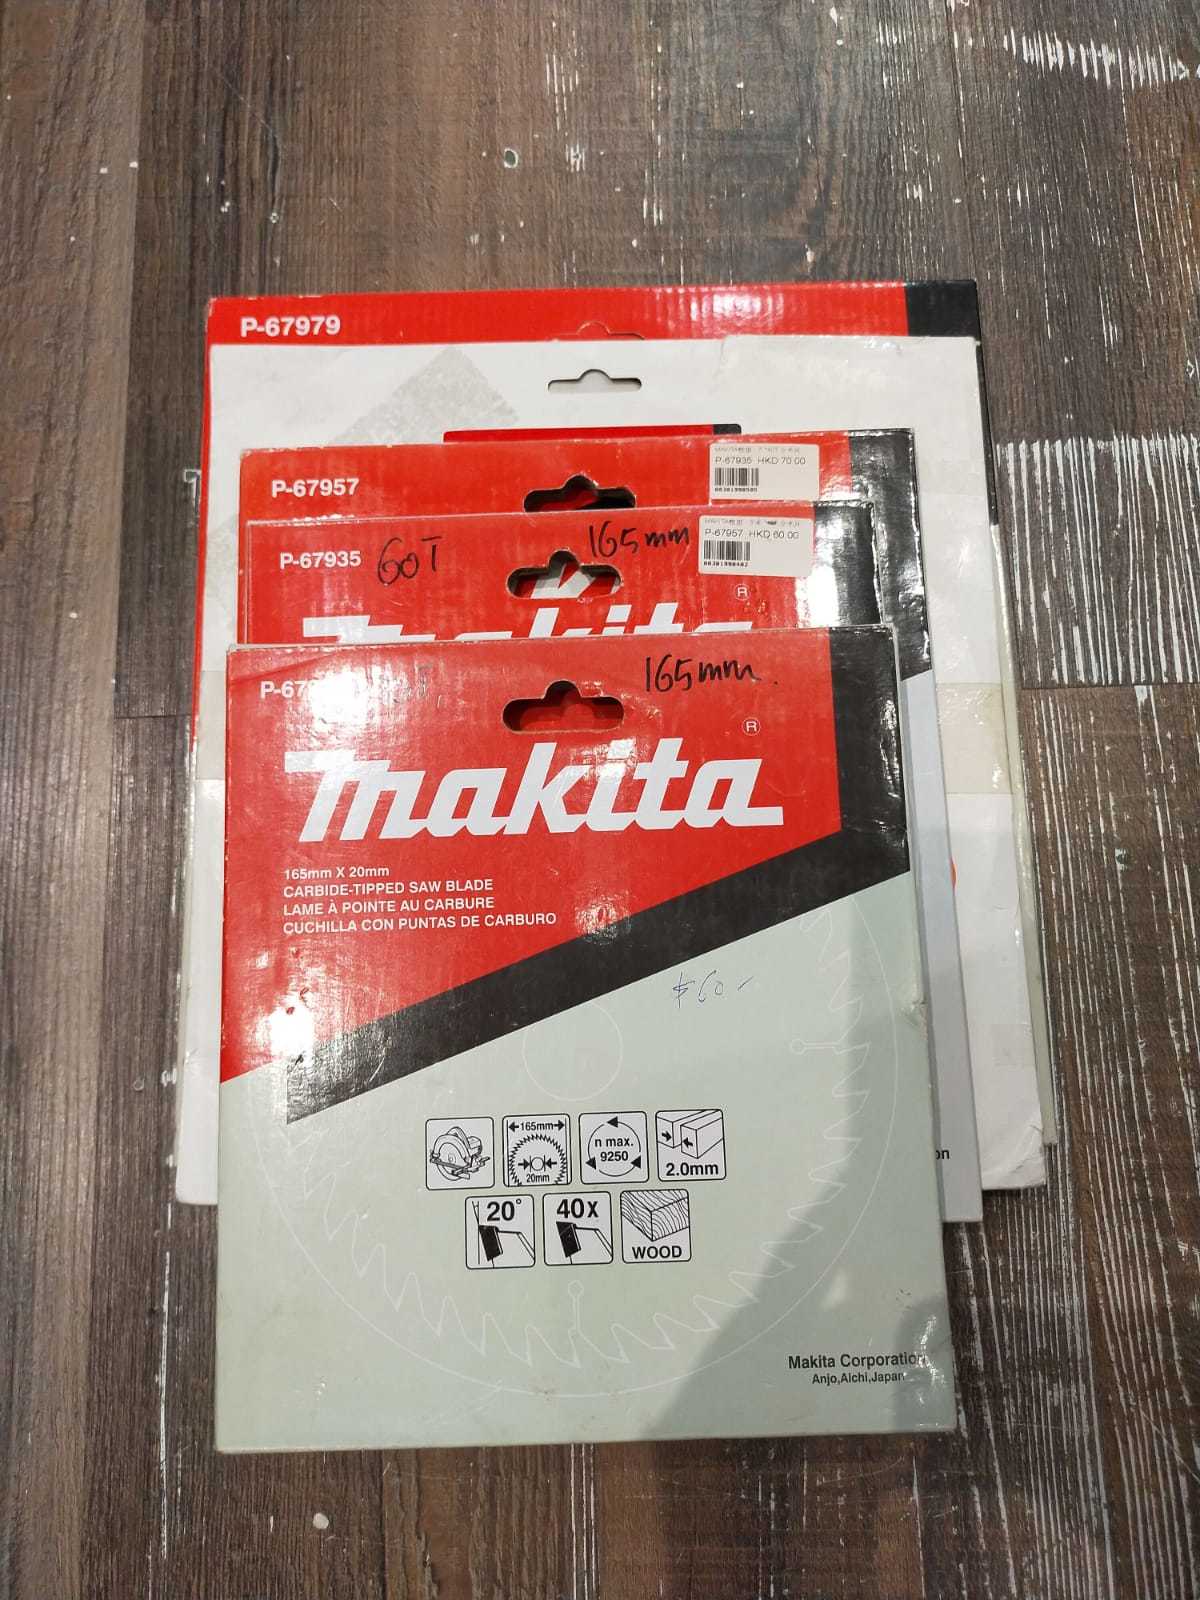 P-67979
P-67957
P-67935 HKD 70.00
P-67935
60T
165mm
P-67957 HKD 60.00
makita
®
P-67
165mm.
makita
®
165mm X 20mm
CARBIDE-TIPPED SAW BLADE
LAME À POINTE AU CARBURE
CUCHILLA CON PUNTAS DE CARBURO
$60-
165mm
20mm
n max.
9250
2.0mm
20°
40x
WOOD
on
Makita Corporation
Anjo,Aichi,Japan